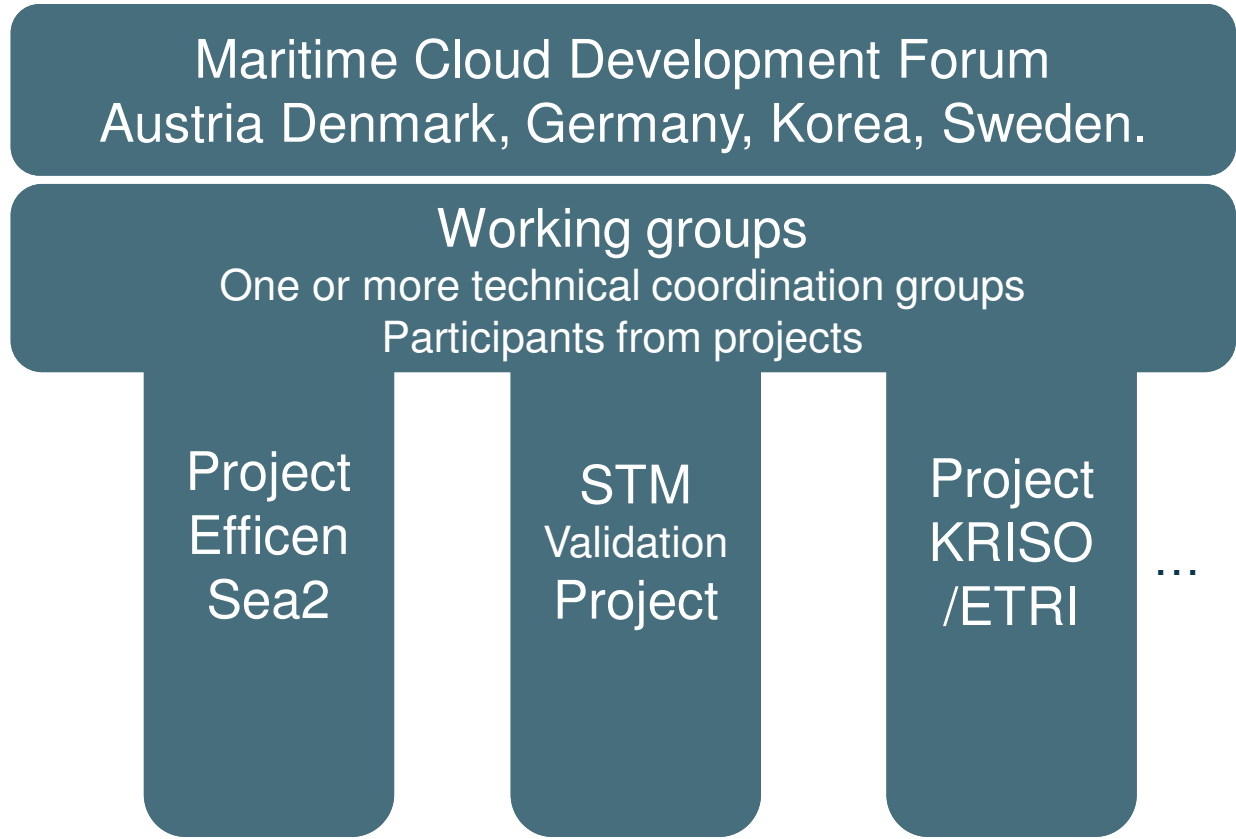 Maritime Cloud Development Forum
Austria Denmark, Germany, Korea, Sweden.
Working groups
One or more technical coordination groups
Participants from projects
Project
Efficen
Sea2
STM
Validation
Project
Project
KRISO
/ETRI
...